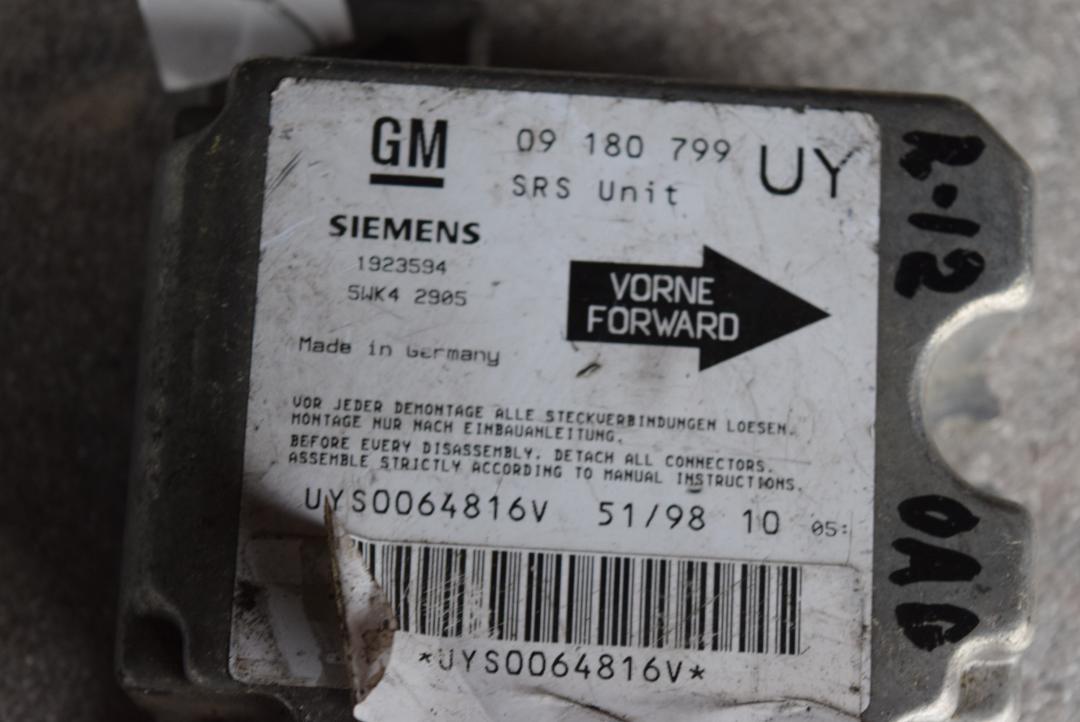 GM
09 180 799
UY
SRS Unit
SIEMENS
1923594
5WK4 2905
VORNE
FORWARD
Made in Germany
VOR JEDER DEMONTAGE ALLE STECKVERBINDUNGEN LOESEN.
MONTAGE NUR NACH EINBAUANLEITUNG.
BEFORE EVERY DISASSEMBLY. DETACH ALL CONNECTORS.
ASSEMBLE STRICTLY ACCORDING TO MANUAL INSTRUCTIONS.
UYS0064816V 51/98 10 05:
*UYS0064816V*
R-12